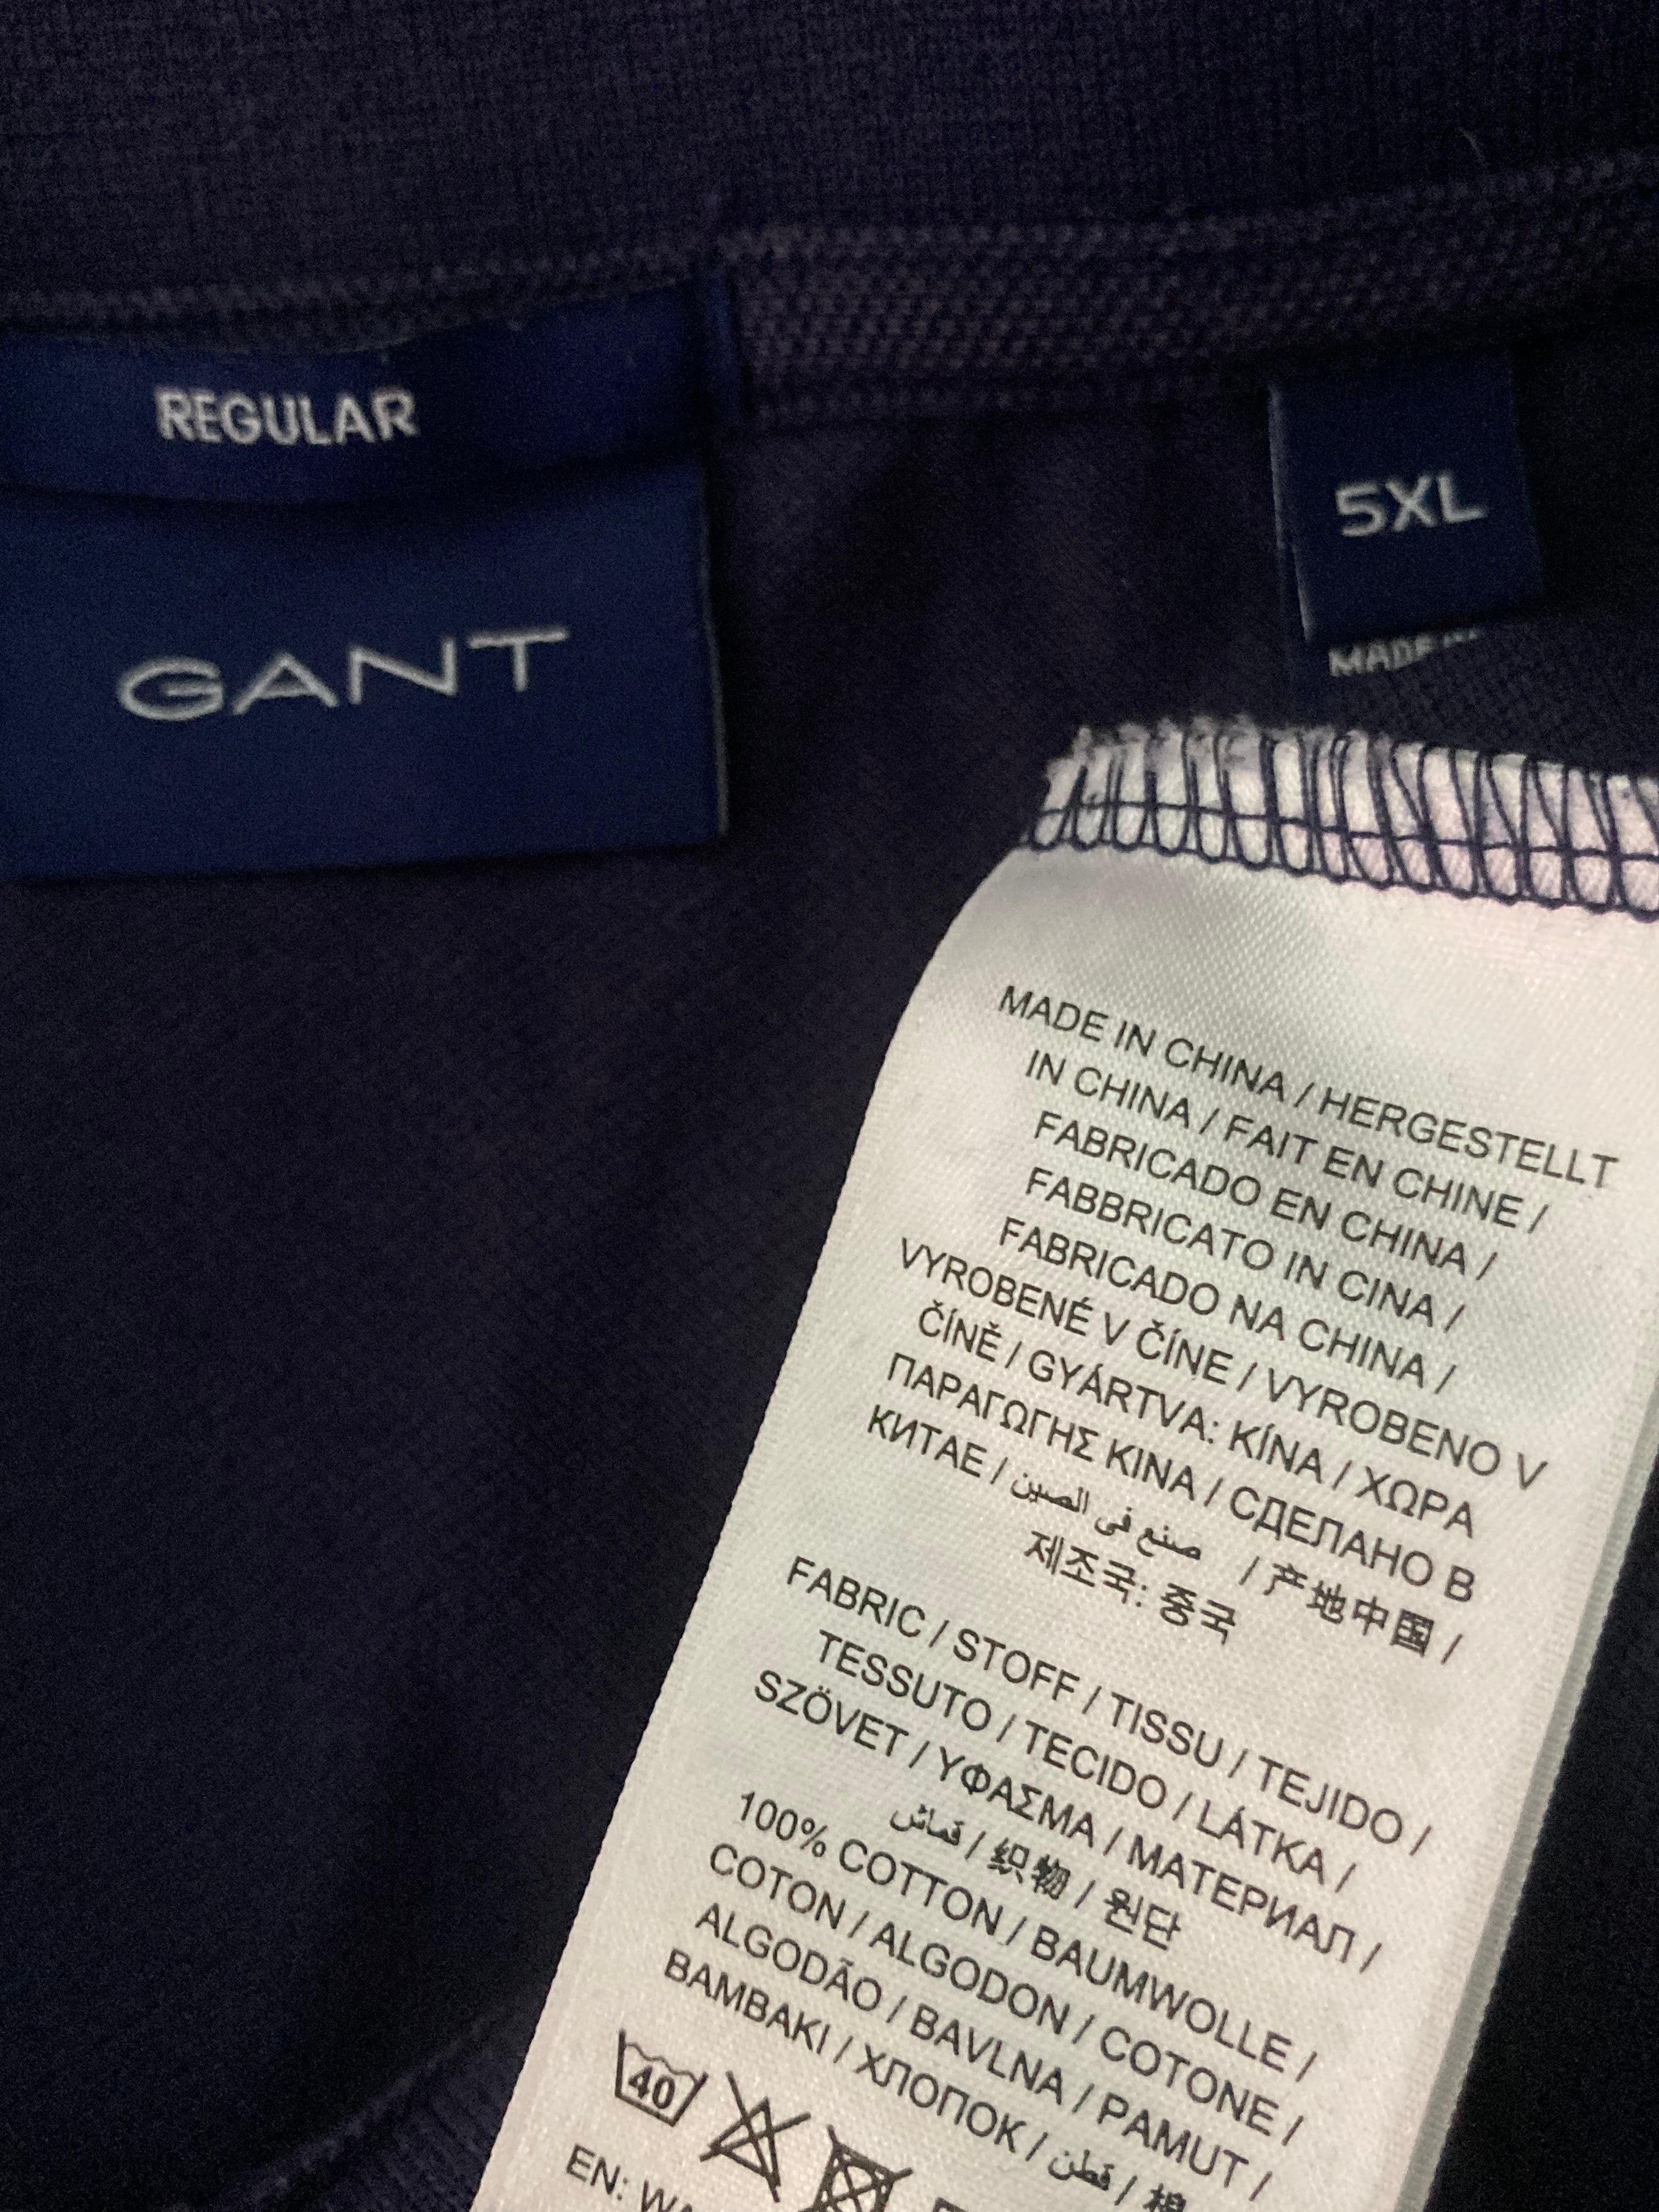 REGULAR
GANT
5XL
MADE
MADE IN CHINA / HERGESTELLT
IN CHINA / FAIT EN CHINE /
FABRICADO EN CHINA /
FABBRICATO IN CINA /
FABRICADO NA CHINA /
VYROBENÉ V ČÍNE / VYROBENO V
ČÍNĚ / GYÁRTVA: KÍNA / ΧΩΡΑ
ΠΑΡΑΓΩΓΗΣ ΚΙΝΑ / СДЕЛАНО В
КИТАЕ / صنع في الصين / 产地中国 /
제조국: 중국
FABRIC / STOFF / TISSU / TEJIDO /
TESSUTO / TECIDO / LÁTKA /
SZÖVET / ΥΦΑΣΜΑ / МАТЕРИАЛ /
قماش / 织物 / 원단
100% COTTON / BAUMWOLLE /
COTON / ALGODON / COTONE /
ALGODÃO / BAVLNA / PAMUT /
BAMBAKI / ХЛОПОК / قطن /
40
EN: